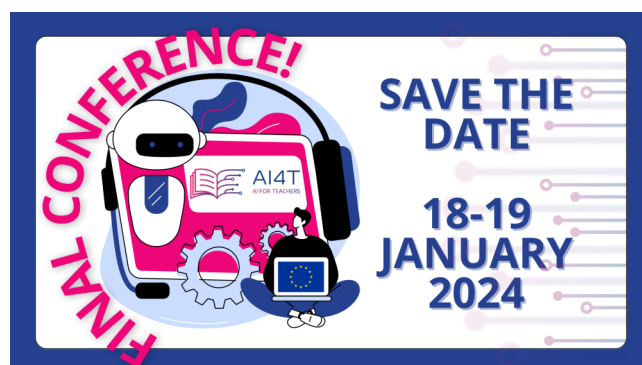 FINAL CONFERENCE!
AI4T
AI FOR TEACHERS
SAVE THE
DATE
18-19
JANUARY
2024